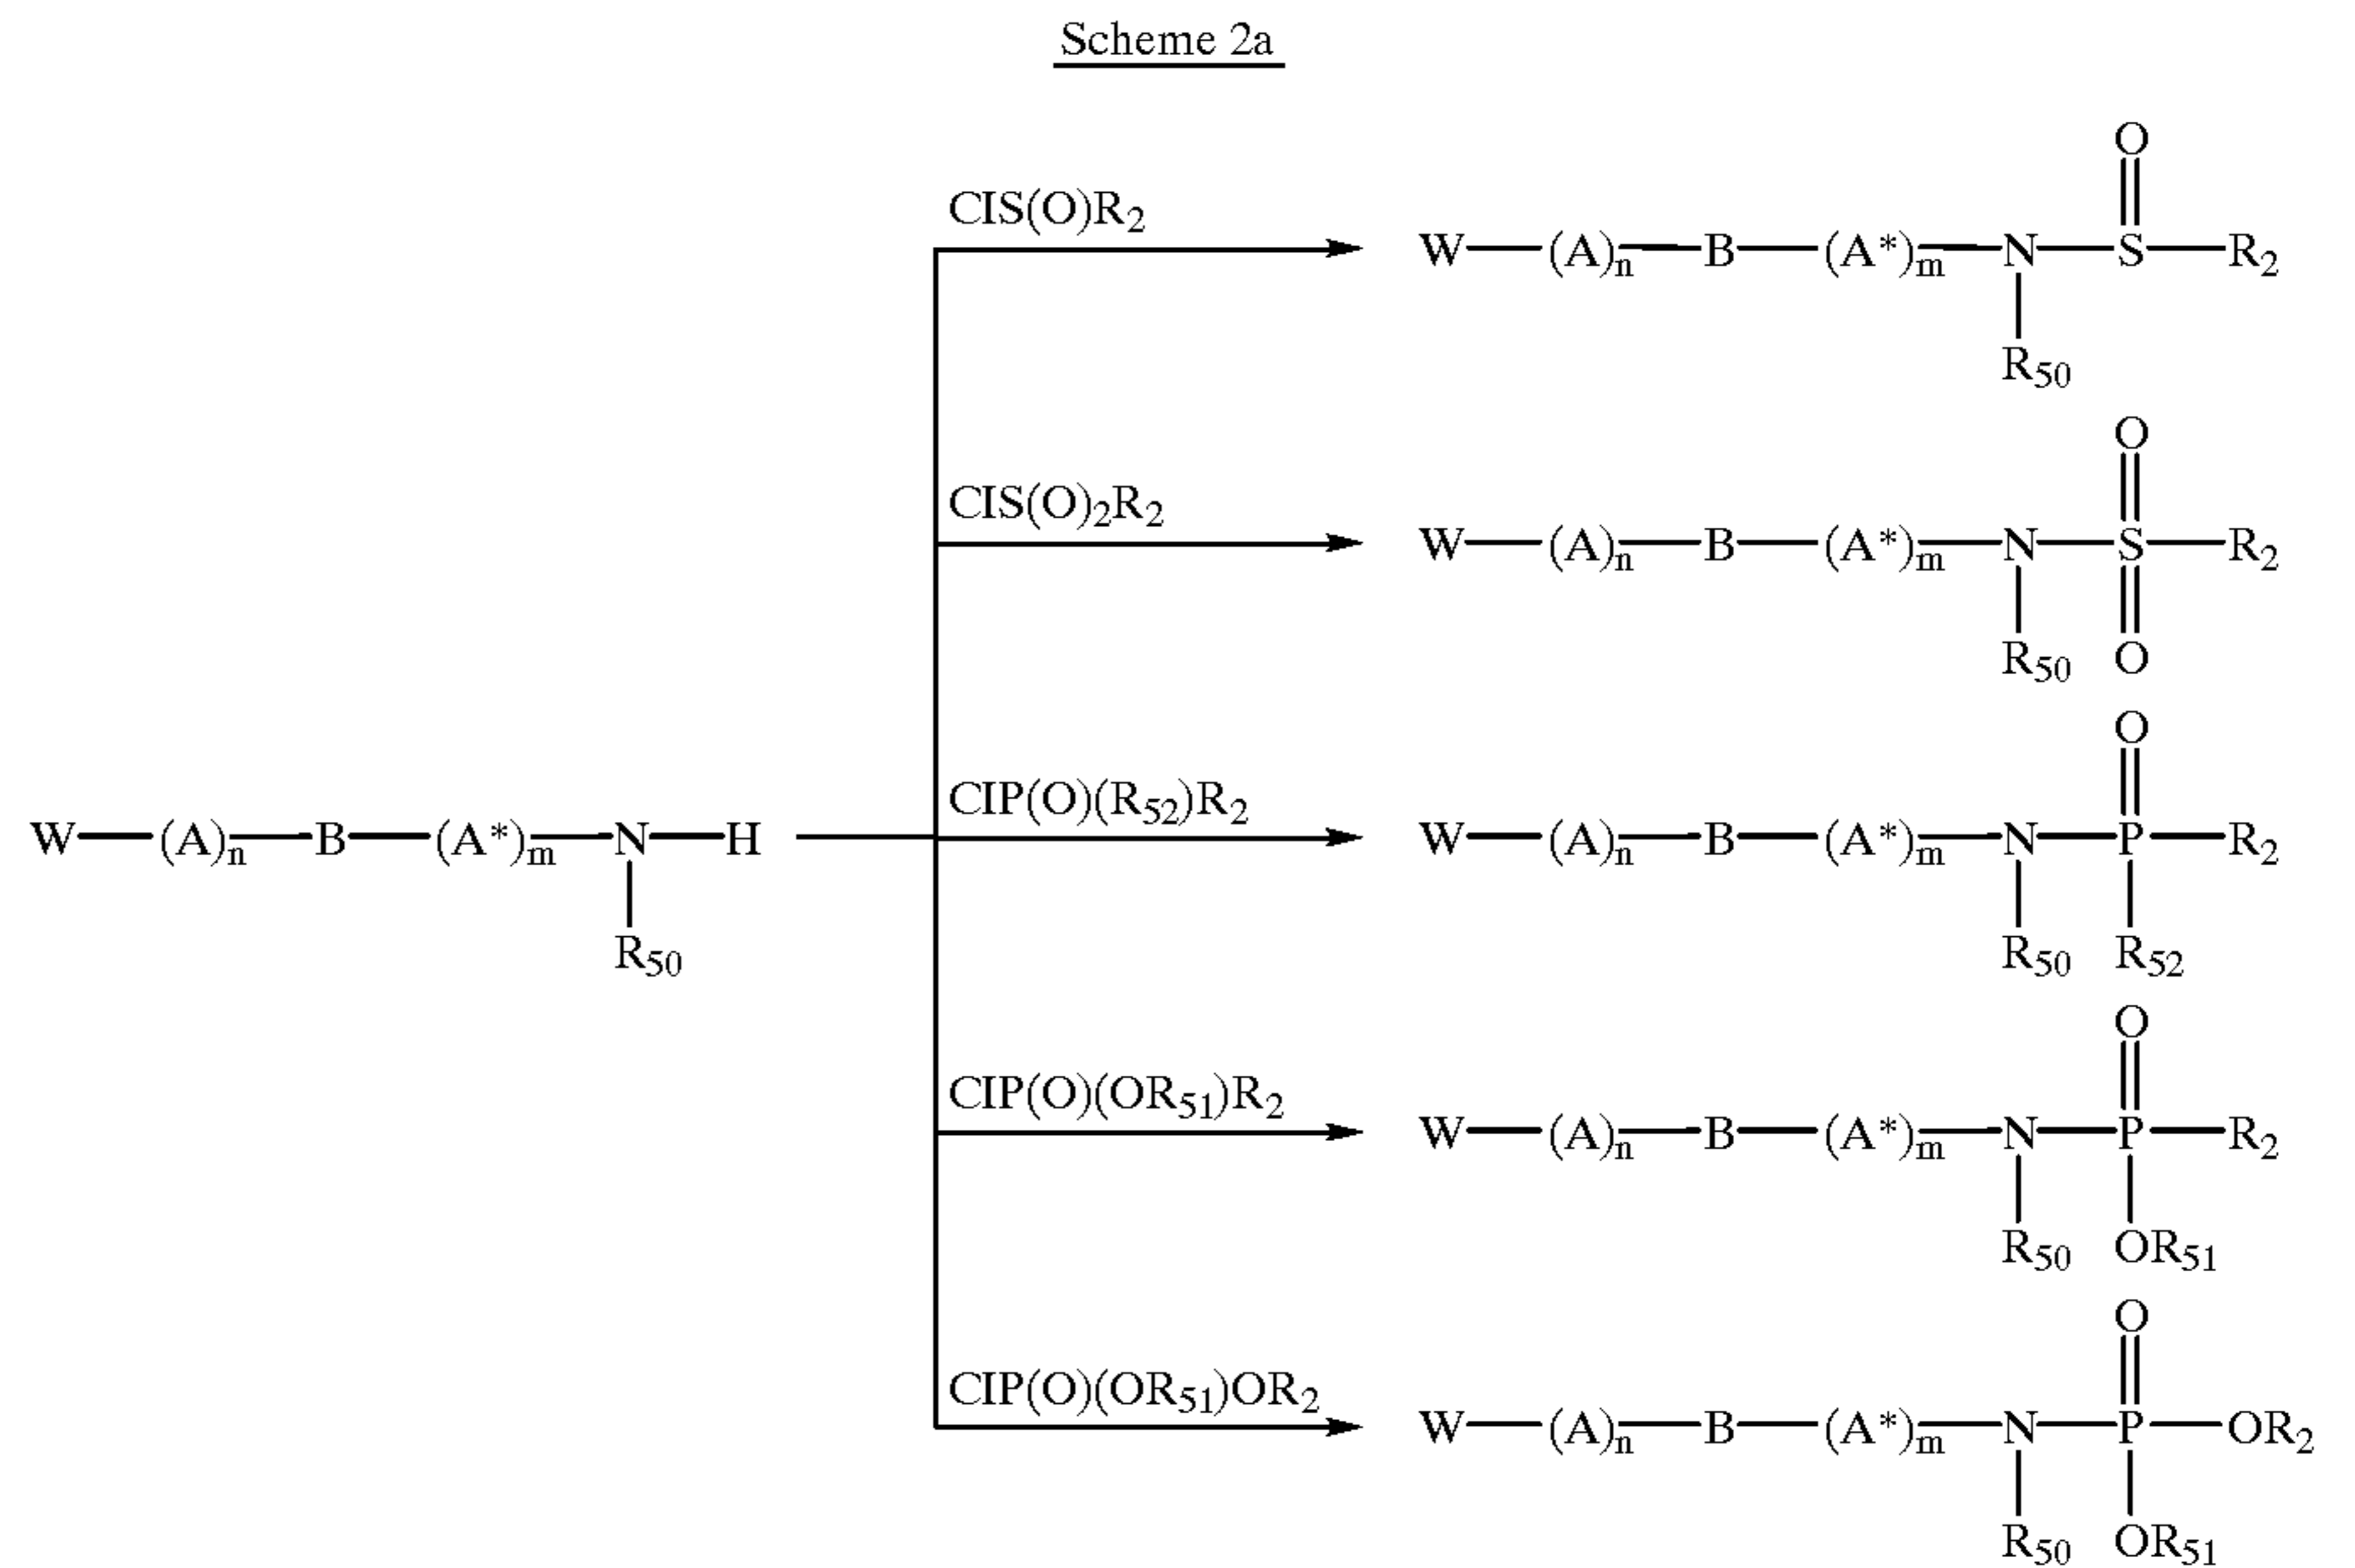 Scheme 2a
O
ClS(O)R2
W—(A)n—B—(A*)m—N—S—R2
R50
O
ClS(O)2R2
W—(A)n—B—(A*)m—N—S—R2
R50 O
O
ClP(O)(R52)R2
W—(A)n—B—(A*)m—N—H
W—(A)n—B—(A*)m—N—P—R2
R50
R50 R52
O
ClP(O)(OR51)R2
W—(A)n—B—(A*)m—N—P—R2
R50 OR51
O
ClP(O)(OR51)OR2
W—(A)n—B—(A*)m—N—P—OR2
R50 OR51